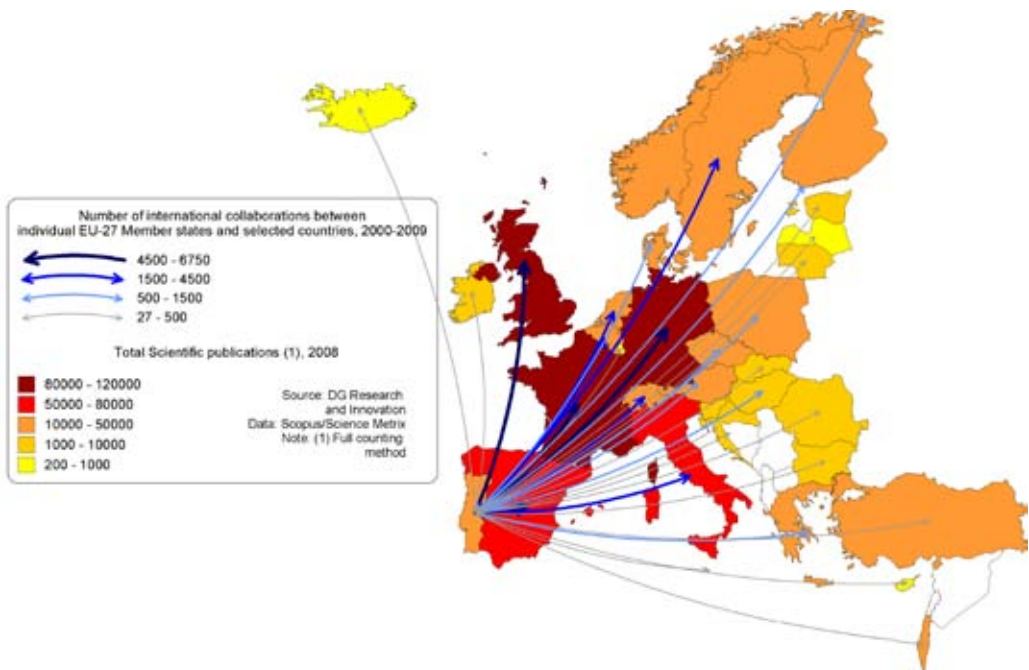 Number of international collaborations between
individual EU-27 Member states and selected countries, 2000-2009
4500 - 6750
1500 - 4500
500 - 1500
27 - 500
Total Scientific publications (1), 2008
80000 - 120000
50000 - 80000
10000 - 50000
1000 - 10000
200 - 1000
Source: DG Research
and Innovation
Data: Scopus/Science Metrix
Note: (1) Full counting
method